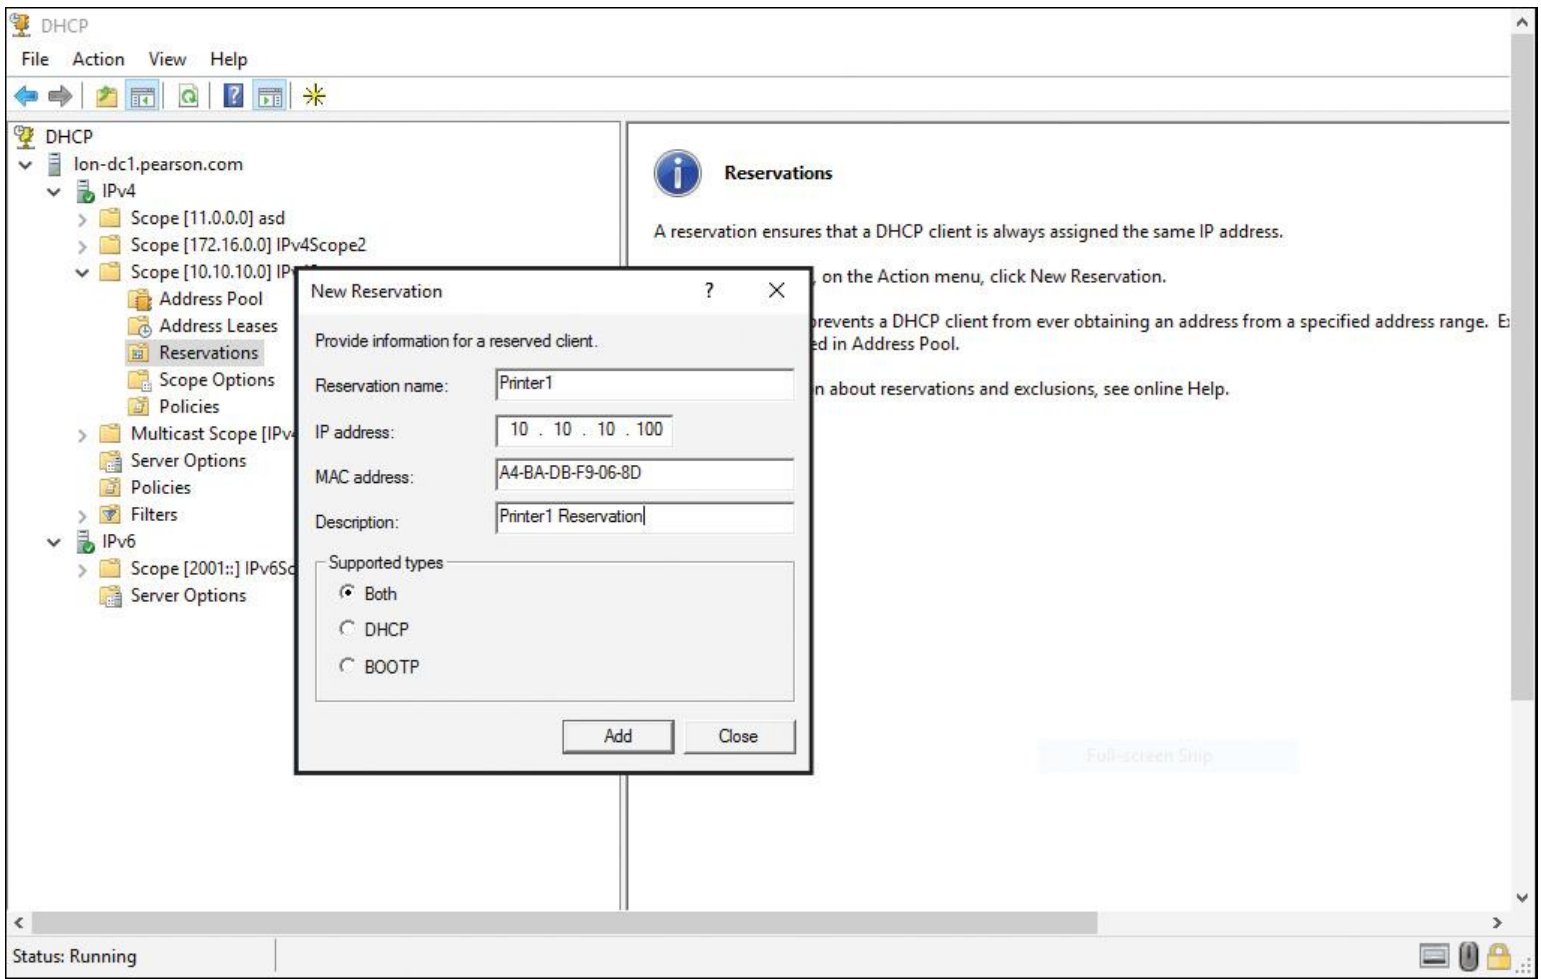 DHCP
File Action View Help
DHCP
lon-dc1.pearson.com
IPv4
Scope [11.0.0.0] asd
Scope [172.16.0.0] IPv4Scope2
Scope [10.10.10.0]
Address Pool
Address Leases
Reservations
Scope Options
Policies
Multicast Scope
Server Options
Policies
Filters
IPv6
Scope [2001::]
Server Options
Reservations
A reservation ensures that a DHCP client is always assigned the same IP address.
, on the Action menu, click New Reservation.
prevents a DHCP client from ever obtaining an address from a specified address range.
in Address Pool.
about reservations and exclusions, see online Help.
New Reservation ?
Provide information for a reserved client.
Reservation name: Printer1
IP address: 10 . 10 . 10 . 100
MAC address: A4-BA-DB-F9-06-8D
Description: Printer1 Reservation
Supported types
Both
DHCP
BOOTP
Add Close
Full-screen Snip
Status: Running